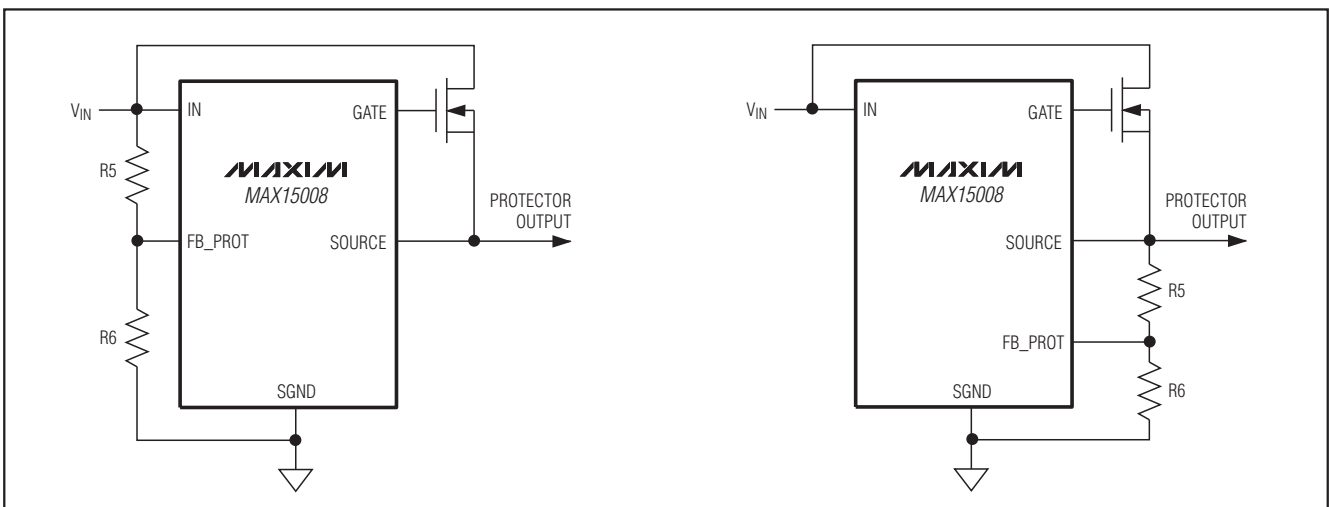 VIN
IN
GATE
R5
MAXIM
MAX15008
PROTECTOR
OUTPUT
FB_PROT
SOURCE
R6
SGND
VIN
IN
GATE
MAXIM
MAX15008
PROTECTOR
OUTPUT
SOURCE
R5
FB_PROT
R6
SGND